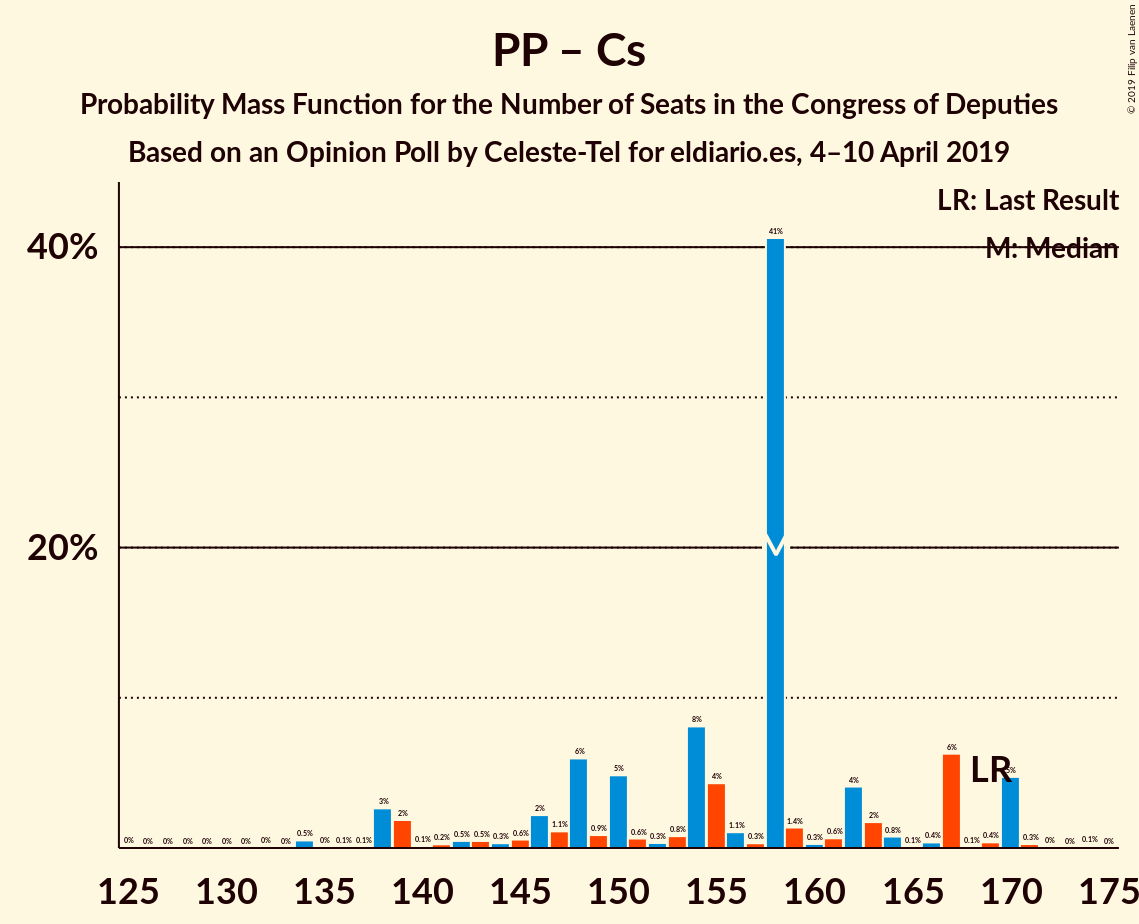 PP – Cs
Probability Mass Function for the Number of Seats in the Congress of Deputies
Based on an Opinion Poll by Celeste-Tel for eldiario.es, 4–10 April 2019
© 2019 Filip van Laenen
LR: Last Result
M: Median
40%
20%
0% 0% 0% 0% 0% 0% 0% 0% 0% 0.5% 0% 0.1% 0.1% 3% 2% 0.1% 0.2% 0.5% 0.5% 0.3% 0.6% 2% 1.1% 6% 0.9% 5% 0.6% 0.3% 0.8% 8% 4% 1.1% 0.3% 41% 1.4% 0.3% 0.6% 4% 2% 0.8% 0.1% 0.4% 6% 0.1% 0.4% 5% 0.3% 0% 0% 0.1% 0%
M
LR
125 130 135 140 145 150 155 160 165 170 175